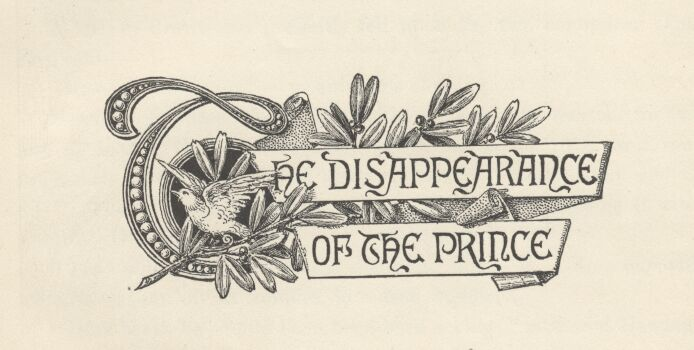 THE DISAPPEARANCE
OF THE PRINCE